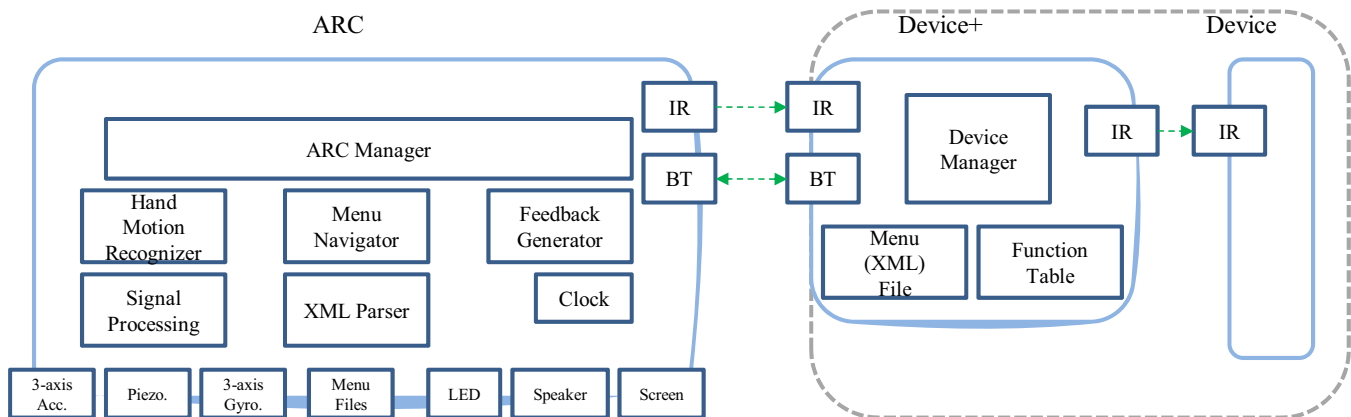 ARC
Device+
Device
IR
IR
ARC Manager
Device
Manager
IR
IR
BT
BT
Hand
Motion
Recognizer
Menu
Navigator
Feedback
Generator
Menu
(XML)
File
Function
Table
Signal
Processing
XML Parser
Clock
3-axis
Acc.
Piezo.
3-axis
Gyro.
Menu
Files
LED
Speaker
Screen